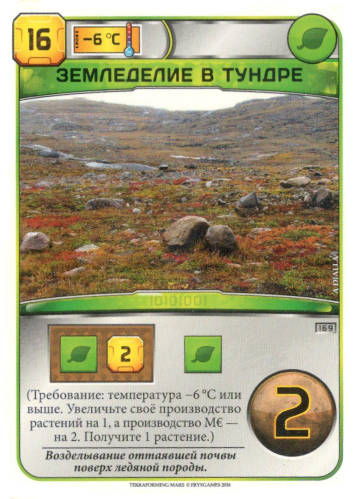 16
−6 °C
ЗЕМЛЕДЕЛИЕ В ТУНДРЕ
A DJALLA
169
2
2
(Требование: температура −6 °C или
выше. Увеличьте своё производство
растений на 1, а производство M€ —
на 2. Получите 1 растение.)
Возделывание оттаявшей почвы
поверх ледяной породы.
TERRAFORMING MARS © FRYXGAMES 2016